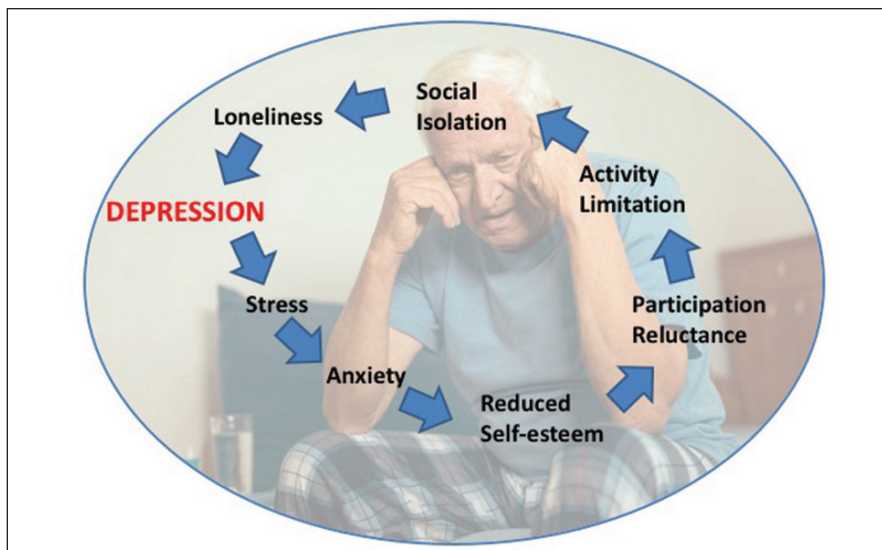 Social
Isolation
Loneliness
DEPRESSION
Stress
Anxiety
Reduced
Self-esteem
Participation
Reluctance
Activity
Limitation